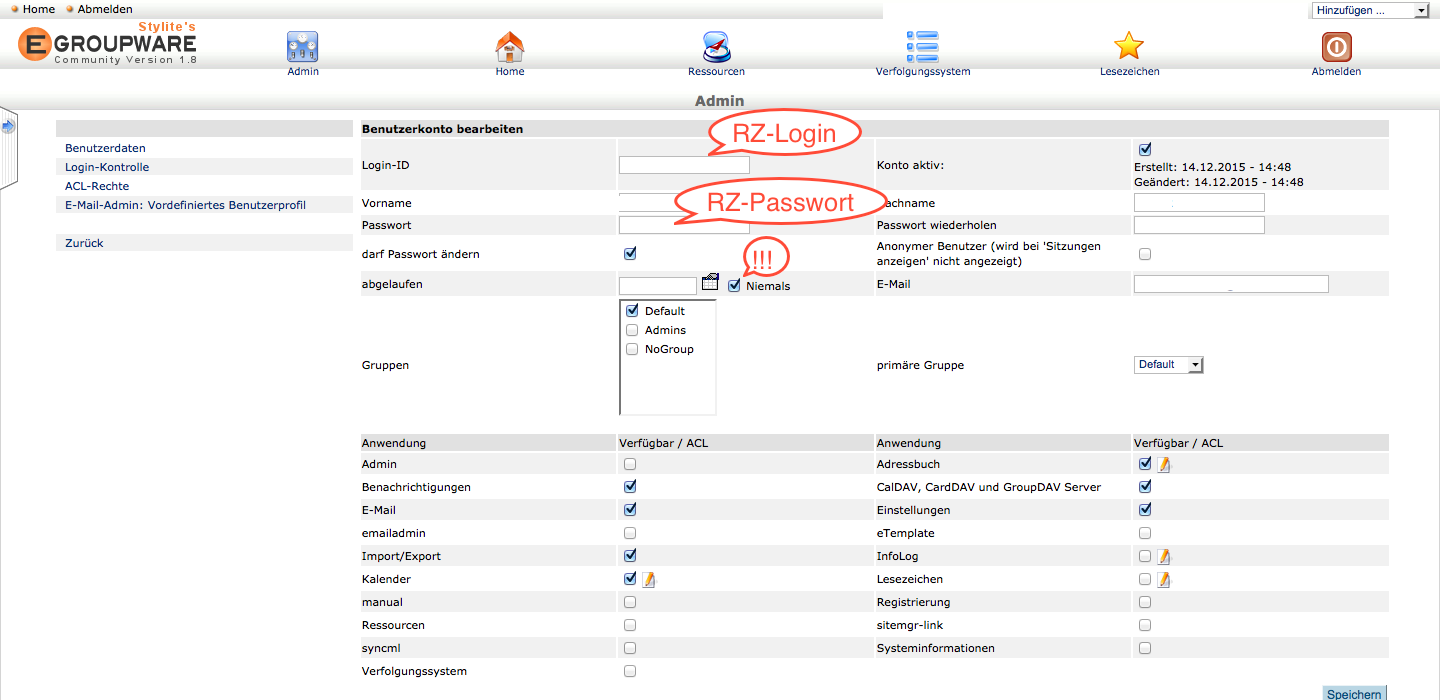 Home Abmelden Hinzufügen ...
Stylite's
EGROUPWARE
Community Version 1.8
Admin Home Ressourcen Verfolgungssystem Lesezeichen Abmelden
Admin
Benutzerdaten
Login-Kontrolle
ACL-Rechte
E-Mail-Admin: Vordefiniertes Benutzerprofil
Zurück
Benutzerkonto bearbeiten
RZ-Login
Login-ID Konto aktiv:
Erstellt: 14.12.2015 - 14:48
Geändert: 14.12.2015 - 14:48
RZ-Passwort
Vorname achname
Passwort Passwort wiederholen
darf Passwort ändern Anonymer Benutzer (wird bei 'Sitzungen
anzeigen' nicht angezeigt)
!!!
abgelaufen Niemals E-Mail
_
Gruppen
Default
Admins
NoGroup
primäre Gruppe Default
Anwendung Verfügbar / ACL Anwendung Verfügbar / ACL
Admin Adressbuch
Benachrichtigungen CalDAV, CardDAV und GroupDAV Server
E-Mail Einstellungen
emailadmin eTemplate
Import/Export InfoLog
Kalender Lesezeichen
manual Registrierung
Ressourcen sitemgr-link
syncml Systeminformationen
Verfolgungssystem
Speichern